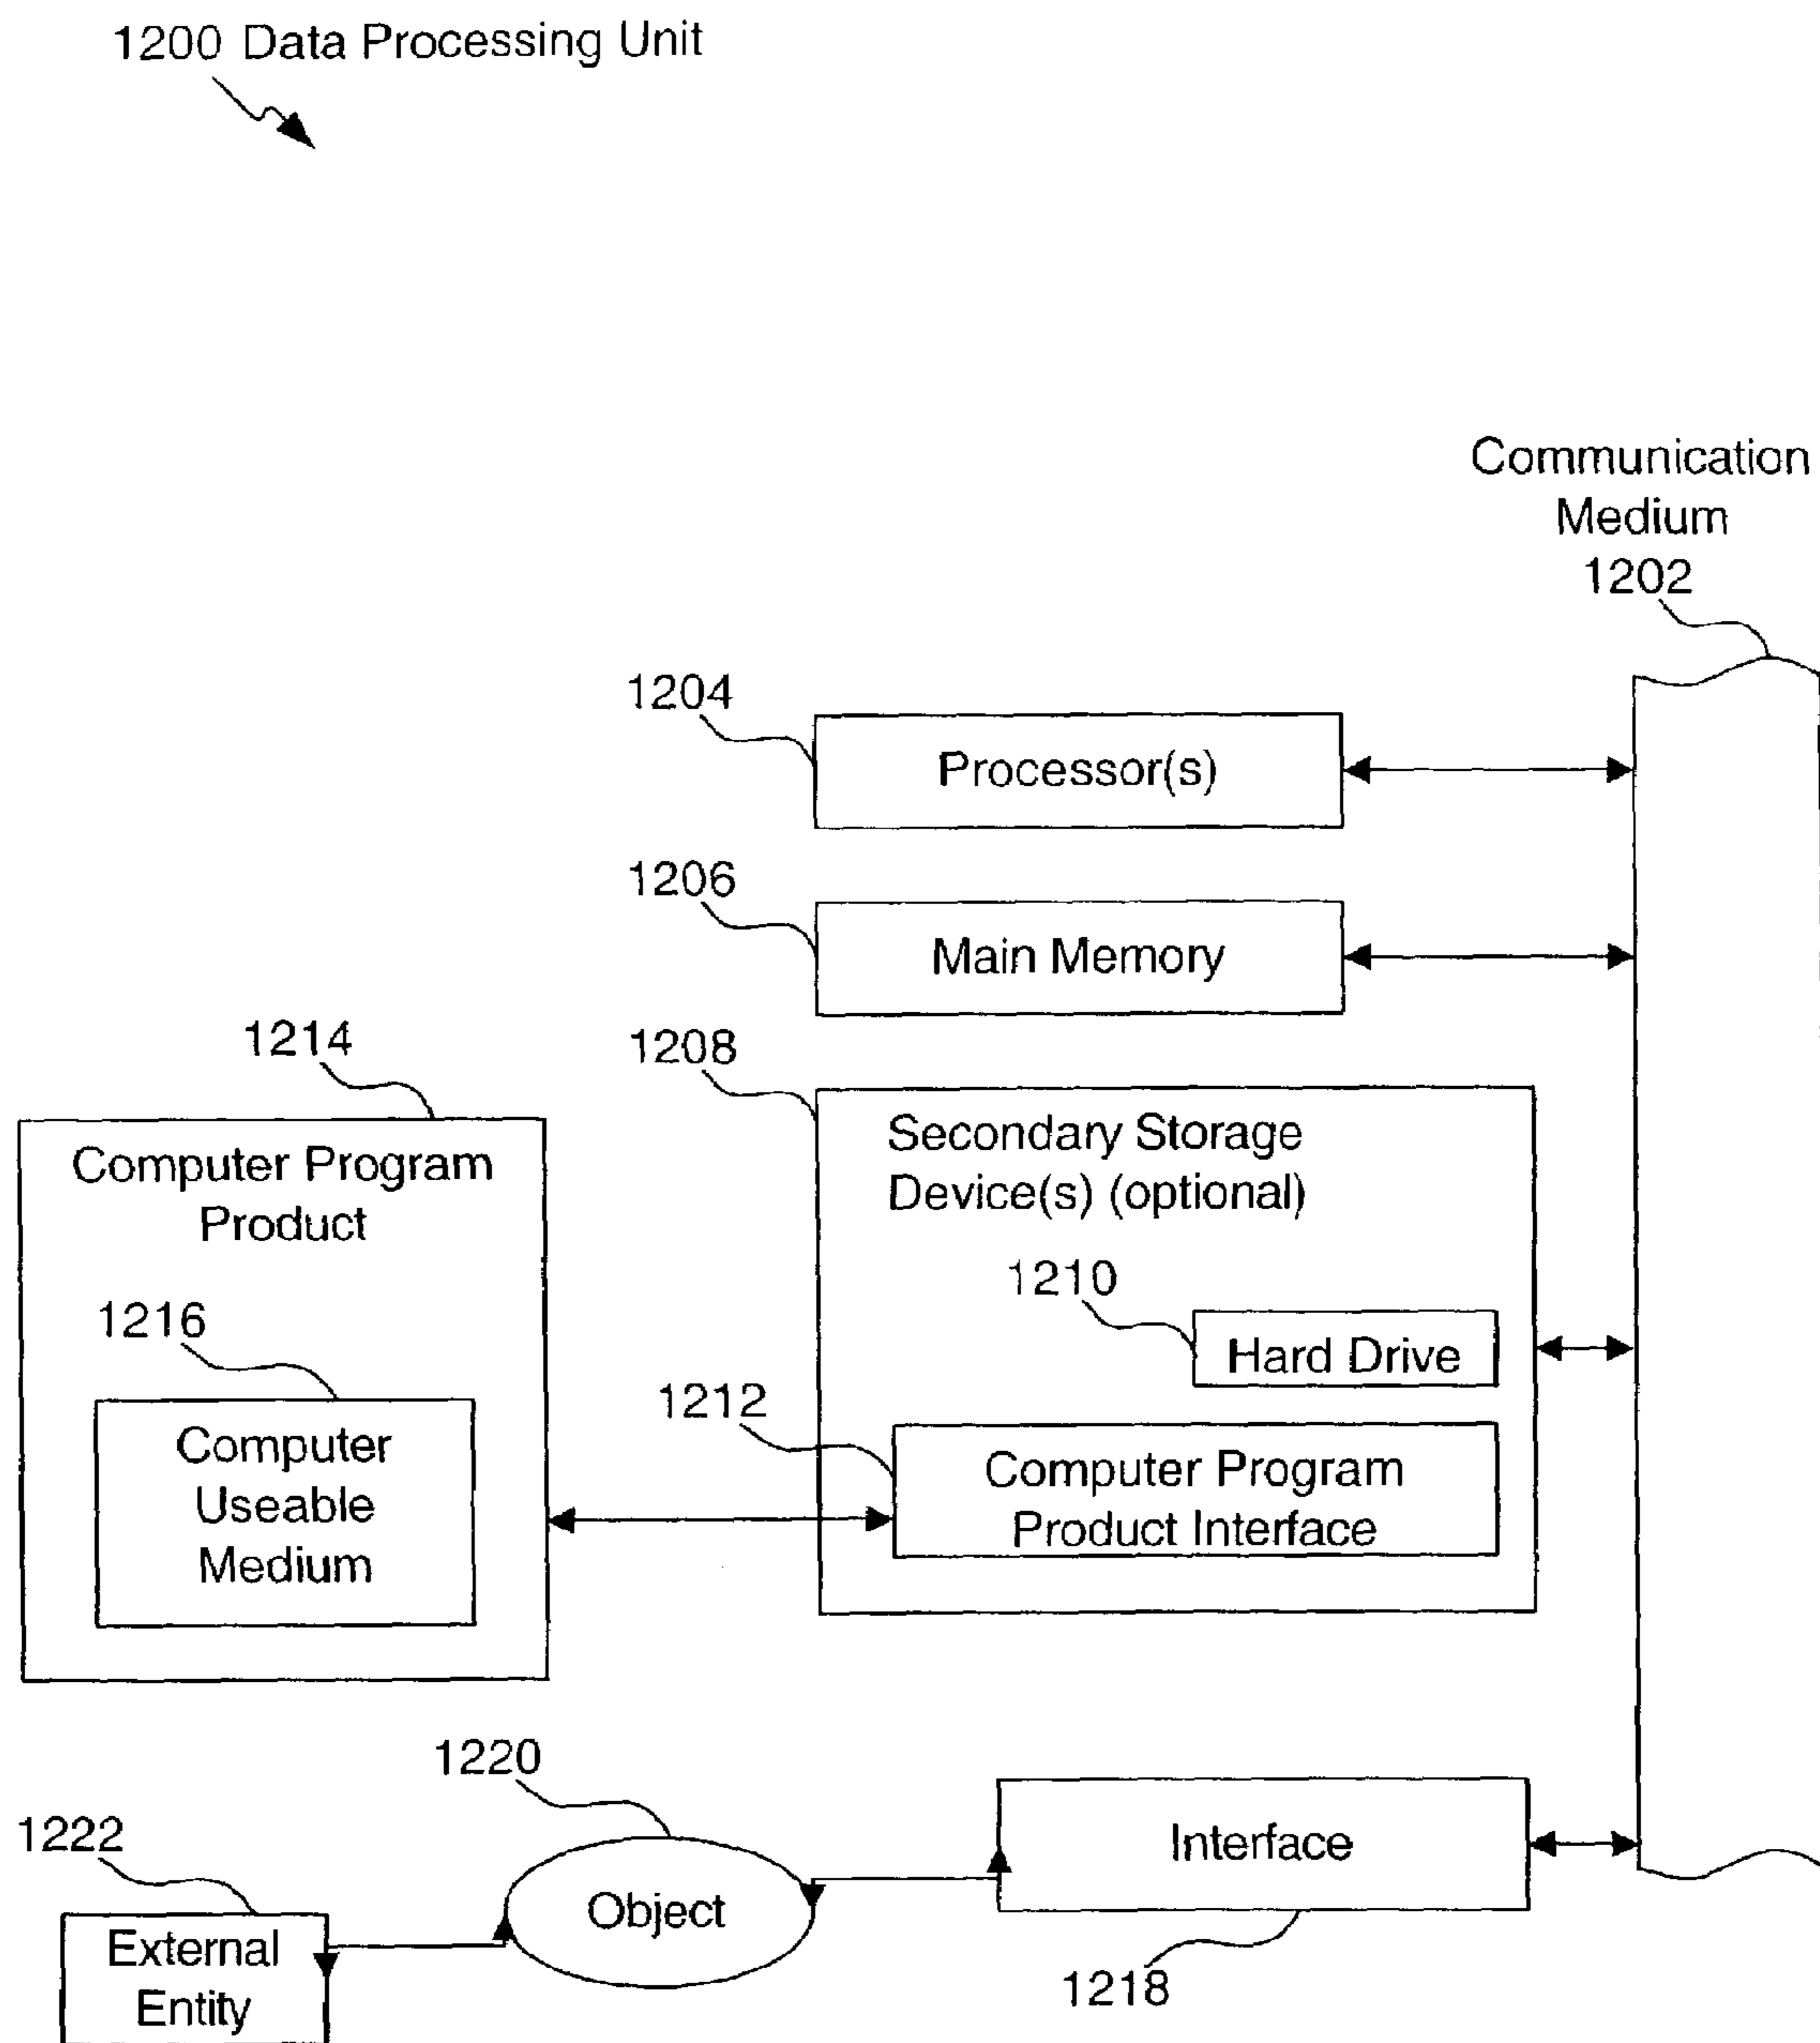 1200 Data Processing Unit
Communication
Medium
1202
1204
Processor(s)
1206
Main Memory
1214
Computer Program
Product
1216
Computer
Useable
Medium
1208
Secondary Storage
Device(s) (optional)
1210
Hard Drive
1212
Computer Program
Product Interface
1220
Object
Interface
1218
1222
External
Entity